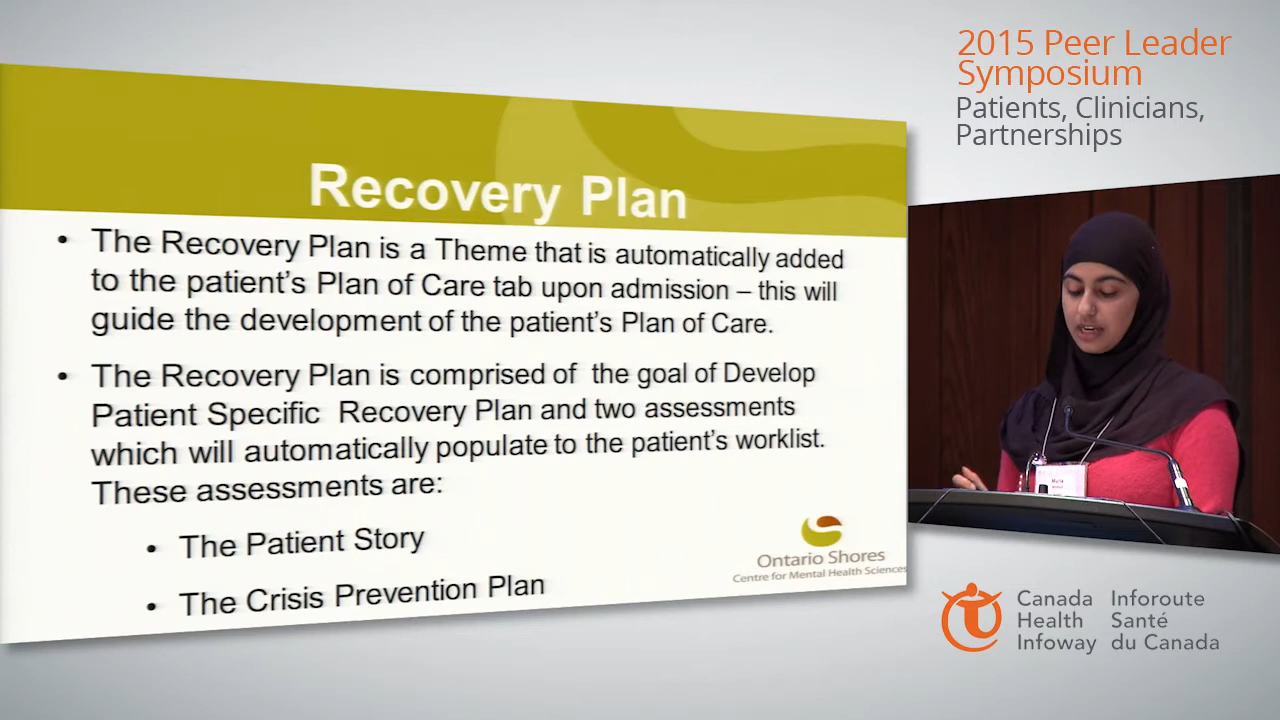 2015 Peer Leader
Symposium
Patients, Clinicians,
Partnerships
Recovery Plan
• The Recovery Plan is a Theme that is automatically added
to the patient’s Plan of Care tab upon admission – this will
guide the development of the patient’s Plan of Care.
• The Recovery Plan is comprised of the goal of Develop
Patient Specific Recovery Plan and two assessments
which will automatically populate to the patient’s worklist.
These assessments are:
• The Patient Story
• The Crisis Prevention Plan
Ontario Shores
Centre for Mental Health Sciences
Canada
Health
Infoway
Inforoute
Santé
du Canada